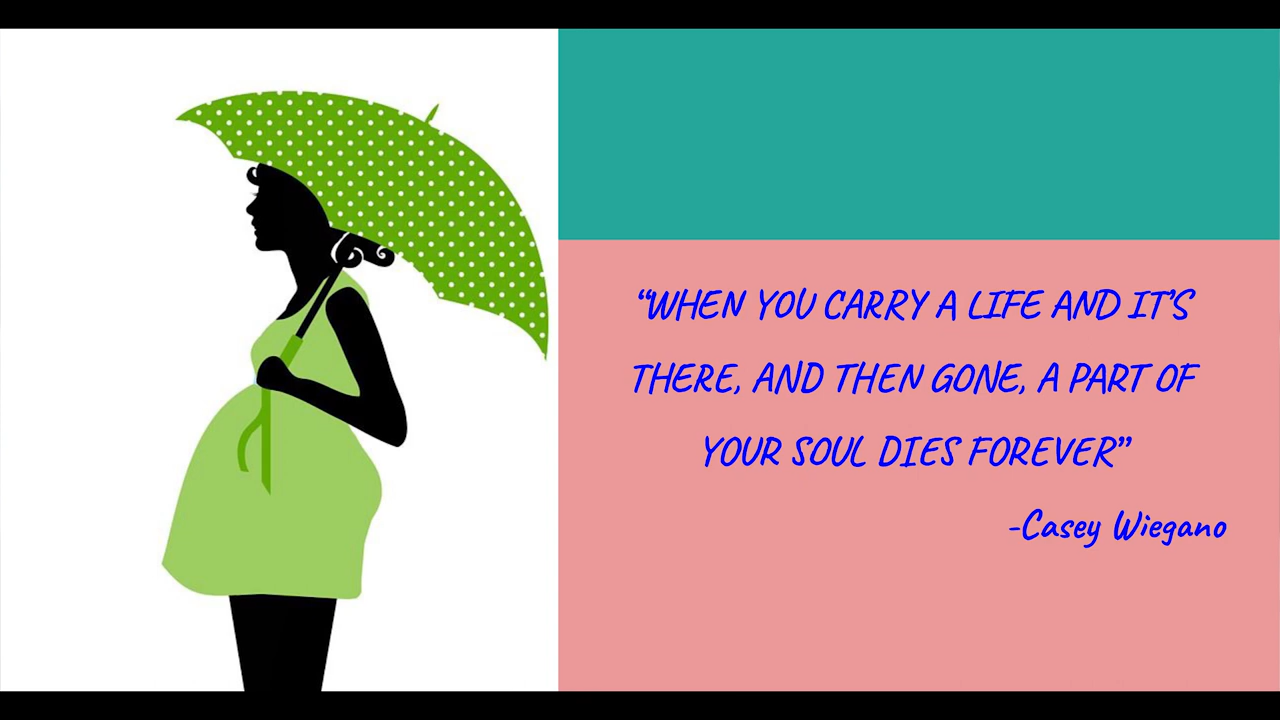 “WHEN YOU CARRY A LIFE AND IT’S
THERE, AND THEN GONE, A PART OF
YOUR SOUL DIES FOREVER”
-Casey Wiegano